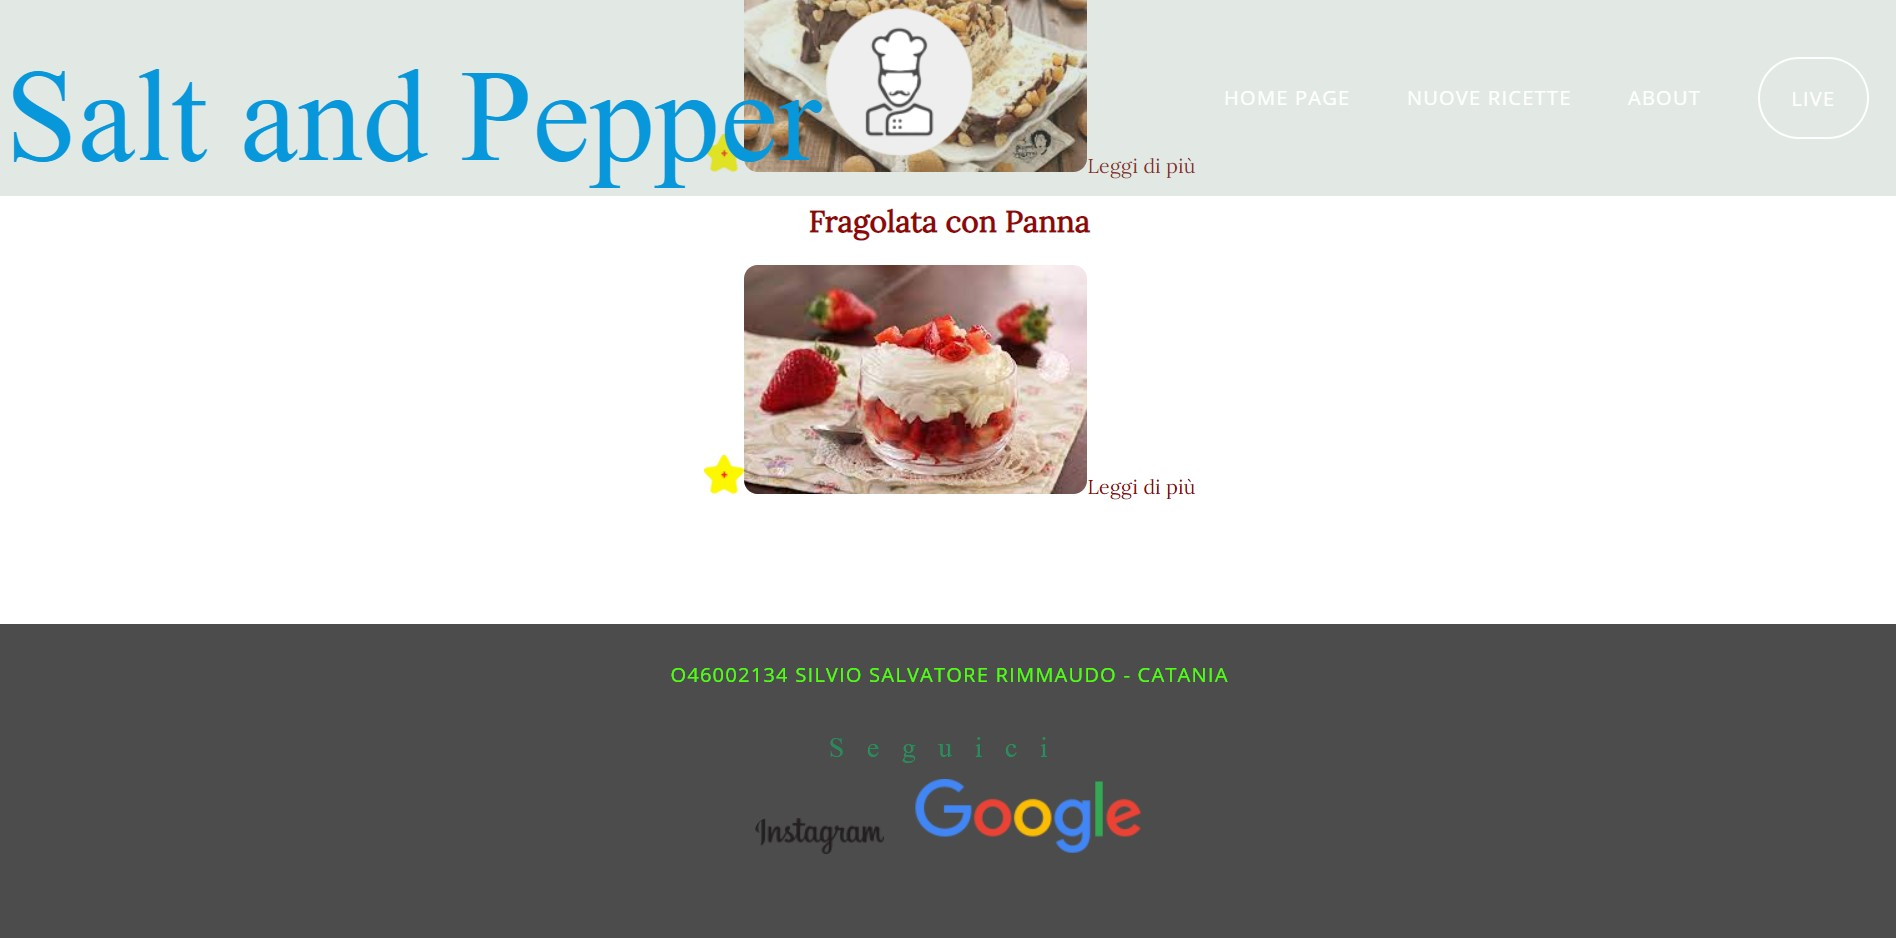 Salt and Pepper
HOME PAGE
NUOVE RICETTE
ABOUT
LIVE
Leggi di più
Fragolata con Panna
Leggi di più
O46002134 SILVIO SALVATORE RIMMAUDO - CATANIA
Seguici
Instagram
Google